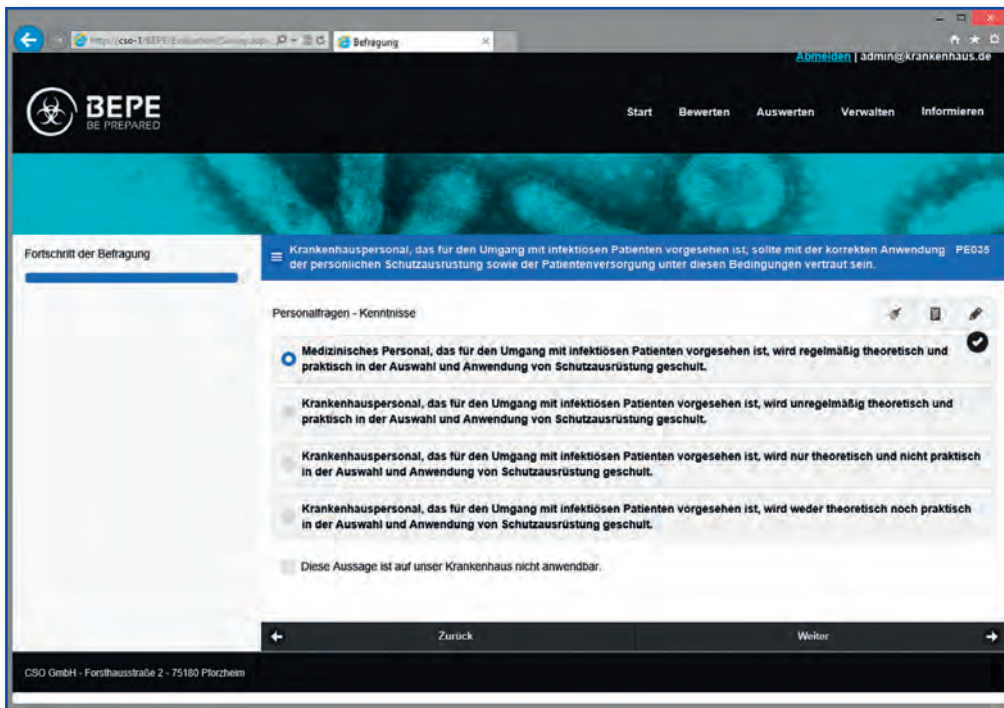 http://cso-1/BEPE/Evaluation/Survey.asp
Befragung
Abmelden | admin@krankenhaus.de
BEPE
BE PREPARED
Start Bewerten Auswerten Verwalten Informieren
Fortschritt der Befragung
Krankenhauspersonal, das für den Umgang mit infektiösen Patienten vorgesehen ist, sollte mit der korrekten Anwendung PE035
der persönlichen Schutzausrüstung sowie der Patientenversorgung unter diesen Bedingungen vertraut sein.
Personalfragen - Kenntnisse
Medizinisches Personal, das für den Umgang mit infektiösen Patienten vorgesehen ist, wird regelmäßig theoretisch und
praktisch in der Auswahl und Anwendung von Schutzausrüstung geschult.
Krankenhauspersonal, das für den Umgang mit infektiösen Patienten vorgesehen ist, wird unregelmäßig theoretisch und
praktisch in der Auswahl und Anwendung von Schutzausrüstung geschult.
Krankenhauspersonal, das für den Umgang mit infektiösen Patienten vorgesehen ist, wird nur theoretisch und nicht praktisch
in der Auswahl und Anwendung von Schutzausrüstung geschult.
Krankenhauspersonal, das für den Umgang mit infektiösen Patienten vorgesehen ist, wird weder theoretisch noch praktisch
in der Auswahl und Anwendung von Schutzausrüstung geschult.
Diese Aussage ist auf unser Krankenhaus nicht anwendbar.
Zurück Weiter
CSO GmbH - Forsthausstraße 2 - 75180 Pforzheim